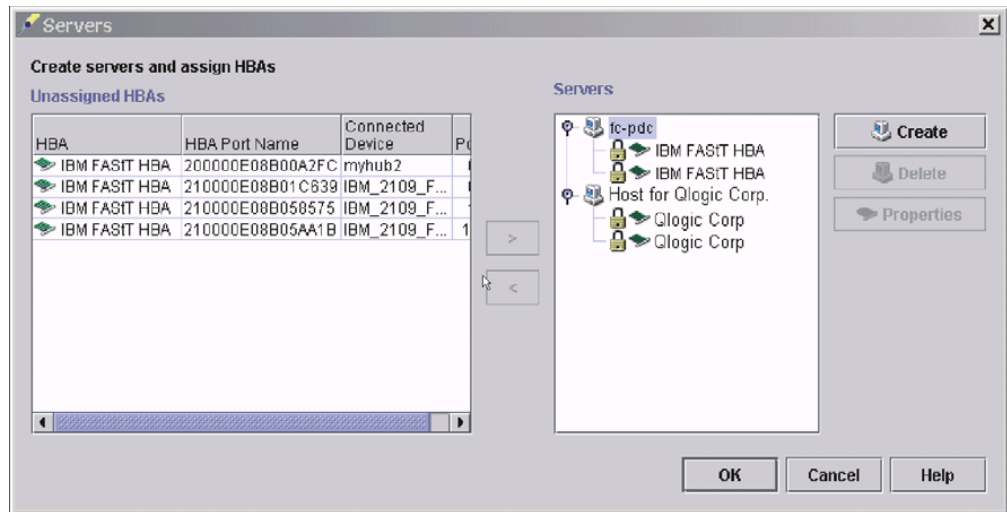 Servers
Create servers and assign HBAs
Unassigned HBAs
HBA HBA Port Name Connected Device
IBM FAStT HBA 200000E08B00A2FC myhub2
IBM FAStT HBA 210000E08B01C639 IBM_2109_F...
IBM FAStT HBA 210000E08B058575 IBM_2109_F...
IBM FAStT HBA 210000E08B05AA1B IBM_2109_F... 1
>
<
Servers
fc-pdc
IBM FAStT HBA
IBM FAStT HBA
Host for Qlogic Corp.
Qlogic Corp
Qlogic Corp
Create
Delete
Properties
OK Cancel Help